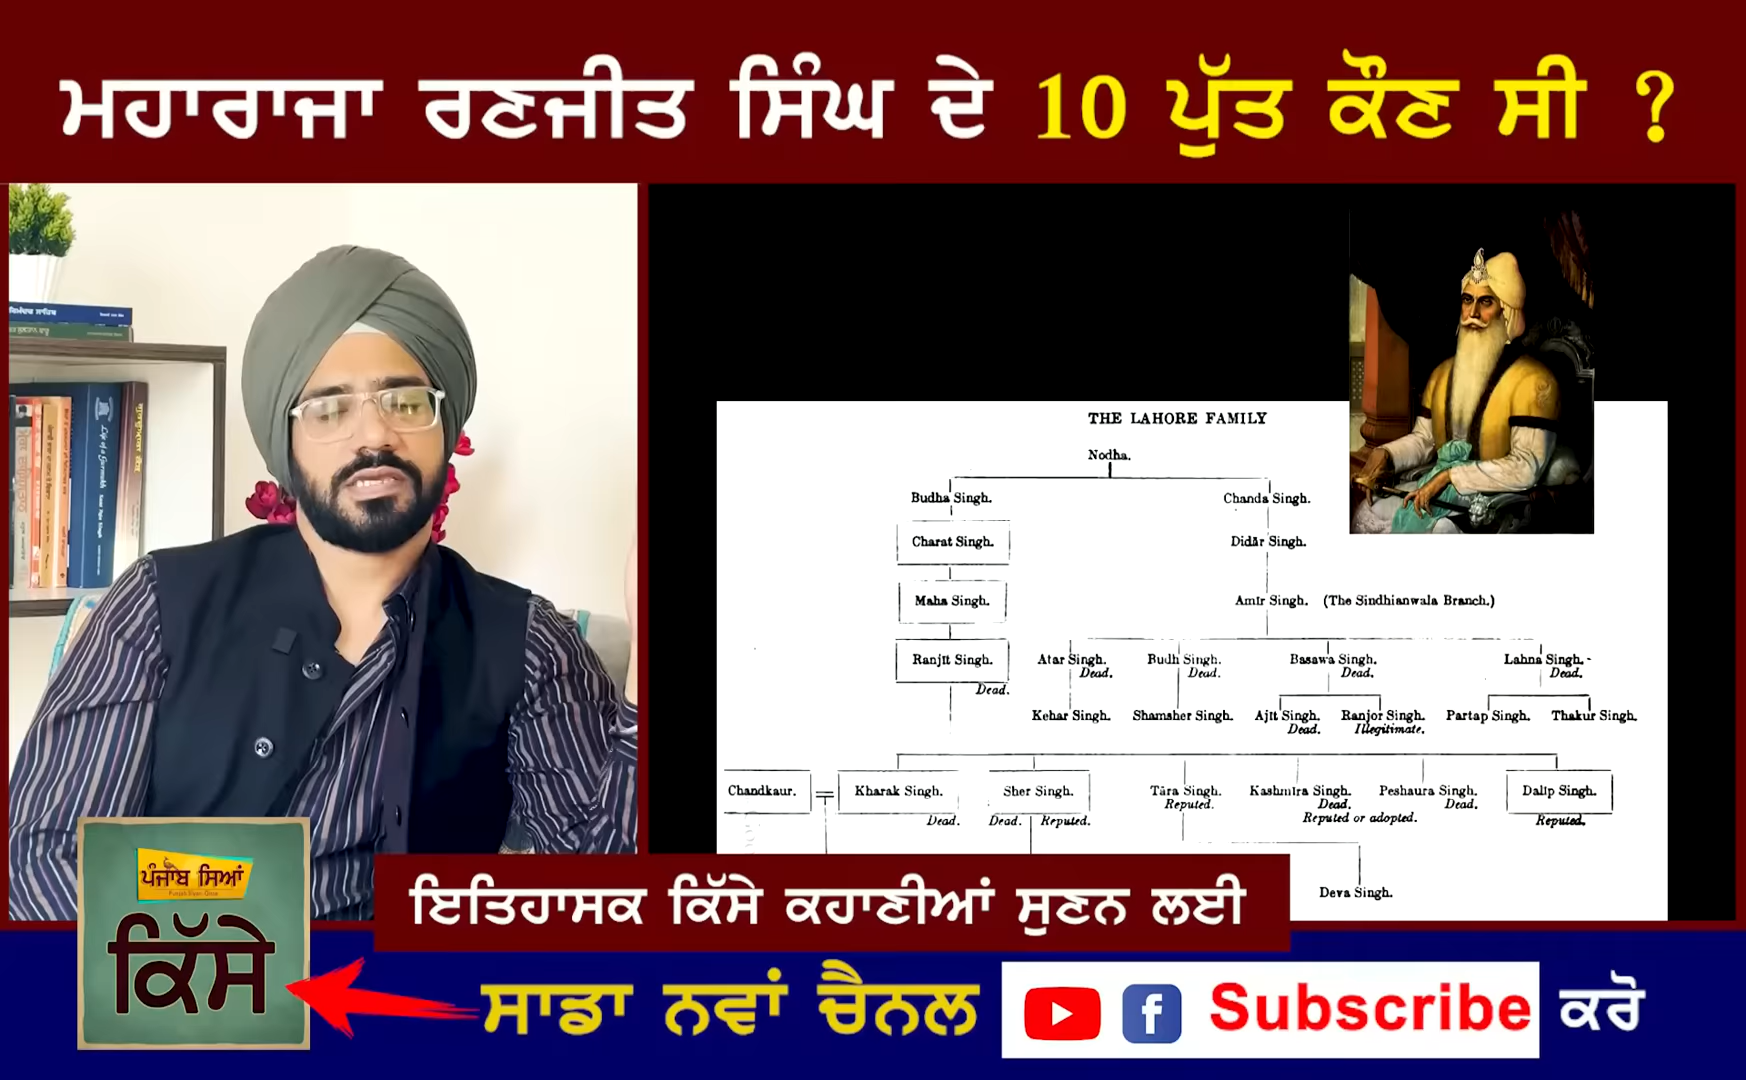 ਮਹਾਰਾਜਾ ਰਣਜੀਤ ਸਿੰਘ ਦੇ 10 ਪੁੱਤ ਕੌਣ ਸੀ ?
THE LAHORE FAMILY
Nodha.
Budha Singh. Chanda Singh.
Charat Singh. Didār Singh.
Maha Singh. Amir Singh. (The Sindhianwala Branch.)
Ranjit Singh. Atar Singh. Budh Singh. Basawa Singh. Lahna Singh.
Dead. Dead. Dead. Dead. Dead.
Kehar Singh. Shamsher Singh. Ajit Singh. Ranjor Singh. Partap Singh. Thakur Singh.
Dead. Illegitimate.
Chandkaur. Kharak Singh. Sher Singh. Tāra Singh. Kashmira Singh. Peshaura Singh. Dalip Singh.
Reputed. Dead. Dead.
Dead. Dead. Reputed. Reputed or adopted. Reputed.
Deva Singh.
Life of a Gurmukh
ਪੰਜਾਬ ਸਿਆਂ
ਕਿੱਸੇ
ਇਤਿਹਾਸਕ ਕਿੱਸੇ ਕਹਾਣੀਆਂ ਸੁਣਨ ਲਈ
ਸਾਡਾ ਨਵਾਂ ਚੈਨਲ Subscribe ਕਰੋ